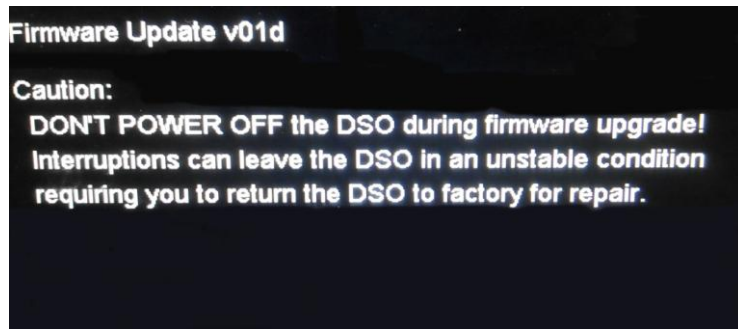 Firmware Update v01d
Caution:
DON'T POWER OFF the DSO during firmware upgrade!
Interruptions can leave the DSO in an unstable condition
requiring you to return the DSO to factory for repair.